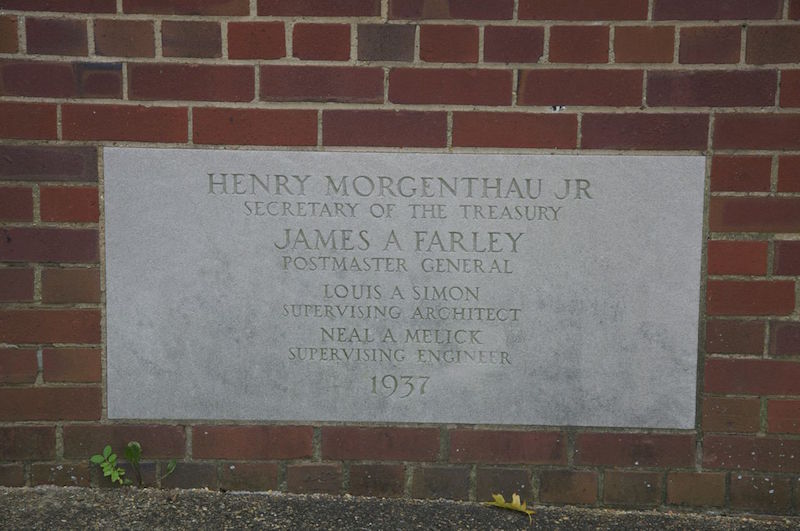 HENRY MORGENTHAU JR
SECRETARY OF THE TREASURY
JAMES A FARLEY
POSTMASTER GENERAL
LOUIS A SIMON
SUPERVISING ARCHITECT
NEAL A MELICK
SUPERVISING ENGINEER
1937